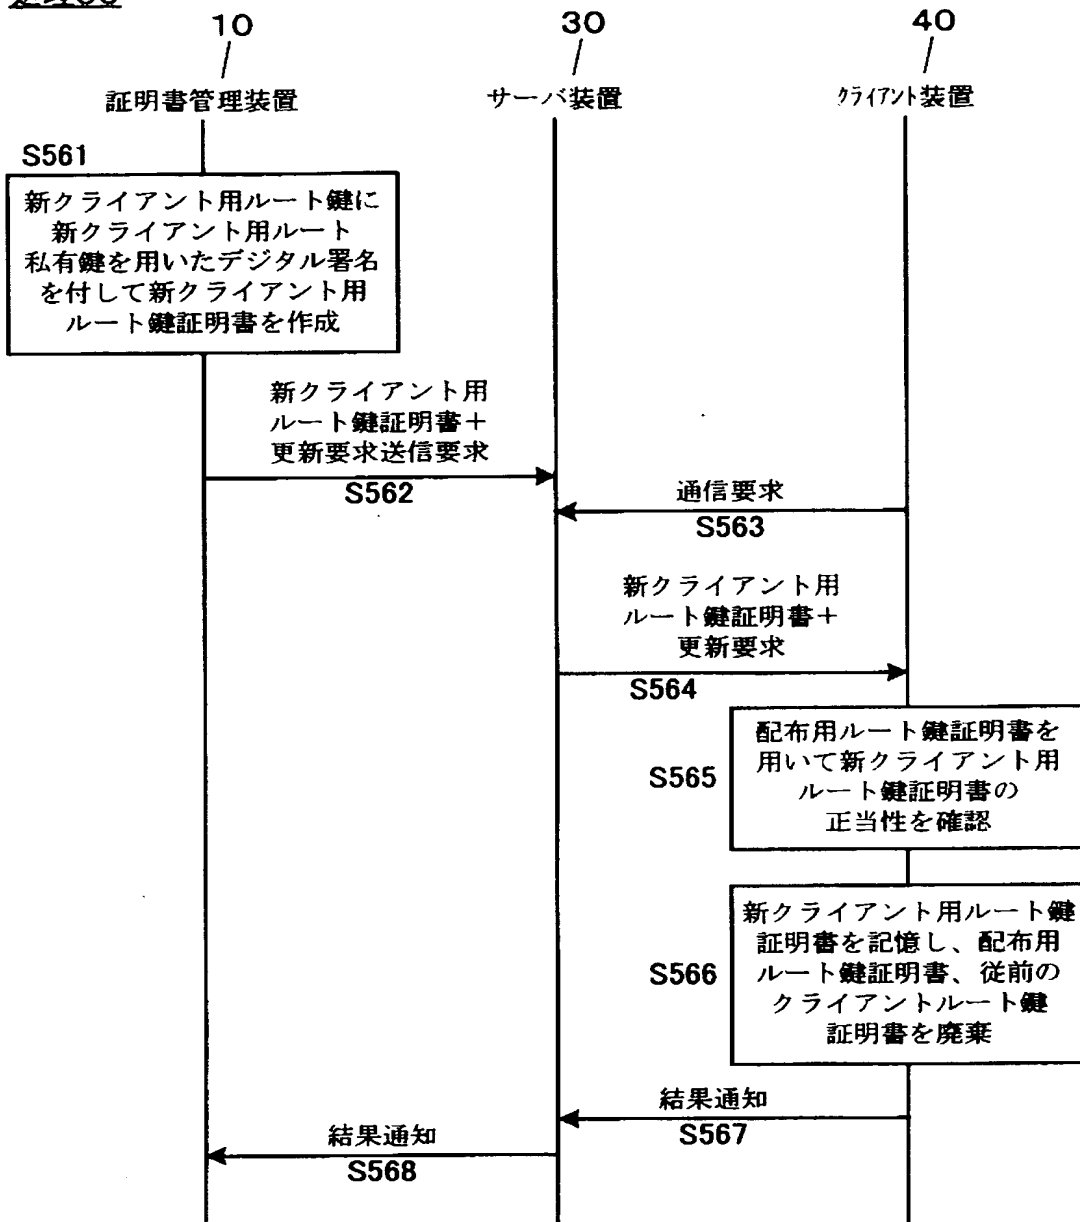 10
30
40
証明書管理装置
サーバ装置
クライアント装置
S561
新クライアント用ルート鍵に
新クライアント用ルート
私有鍵を用いたデジタル署名
を付して新クライアント用
ルート鍵証明書を作成
新クライアント用
ルート鍵証明書+
更新要求送信要求
S562
通信要求
S563
新クライアント用
ルート鍵証明書+
更新要求
S564
配布用ルート鍵証明書を
用いて新クライアント用
ルート鍵証明書の
正当性を確認
S565
新クライアント用ルート鍵
証明書を記憶し、配布用
ルート鍵証明書、従前の
クライアントルート鍵
証明書を廃棄
S566
結果通知
S567
結果通知
S568